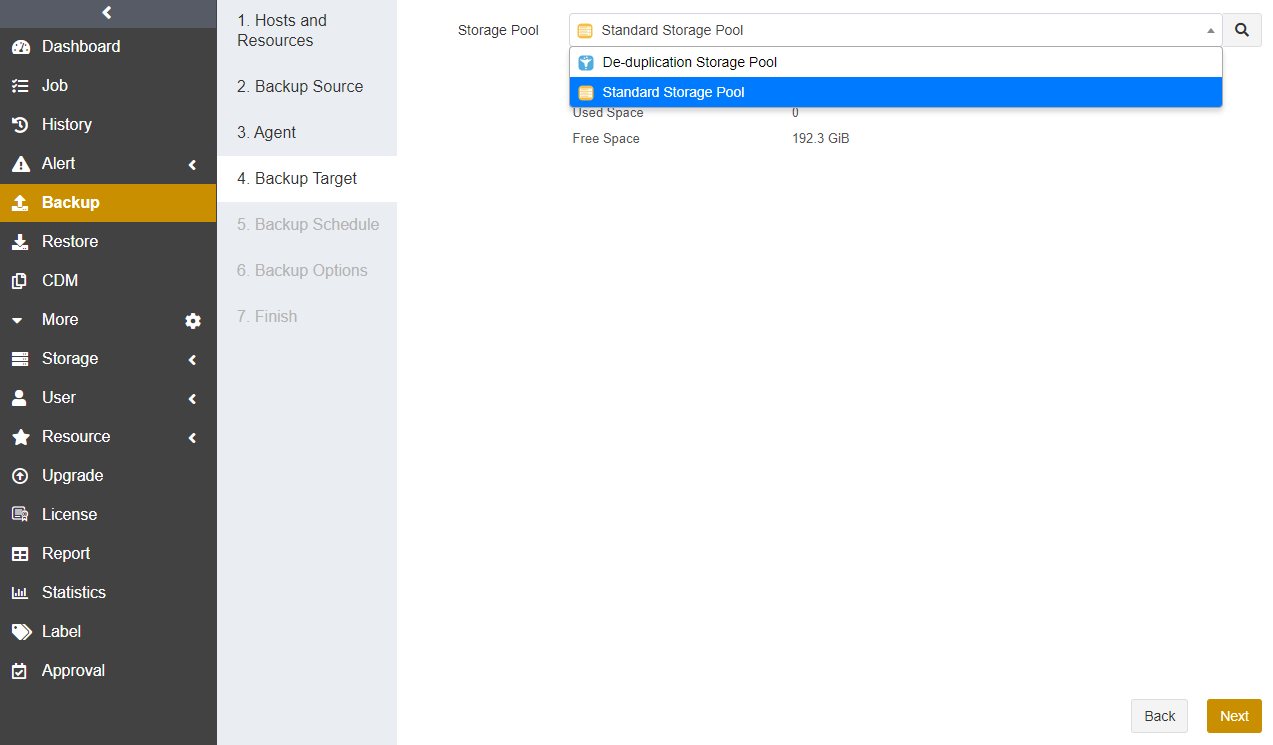 Dashboard
Job
History
Alert
Backup
Restore
CDM
More
Storage
User
Resource
Upgrade
License
Report
Statistics
Label
Approval
1. Hosts and
Resources
2. Backup Source
3. Agent
4. Backup Target
5. Backup Schedule
6. Backup Options
7. Finish
Storage Pool
Standard Storage Pool
De-duplication Storage Pool
Standard Storage Pool
Used Space 0
Free Space 192.3 GiB
Back Next